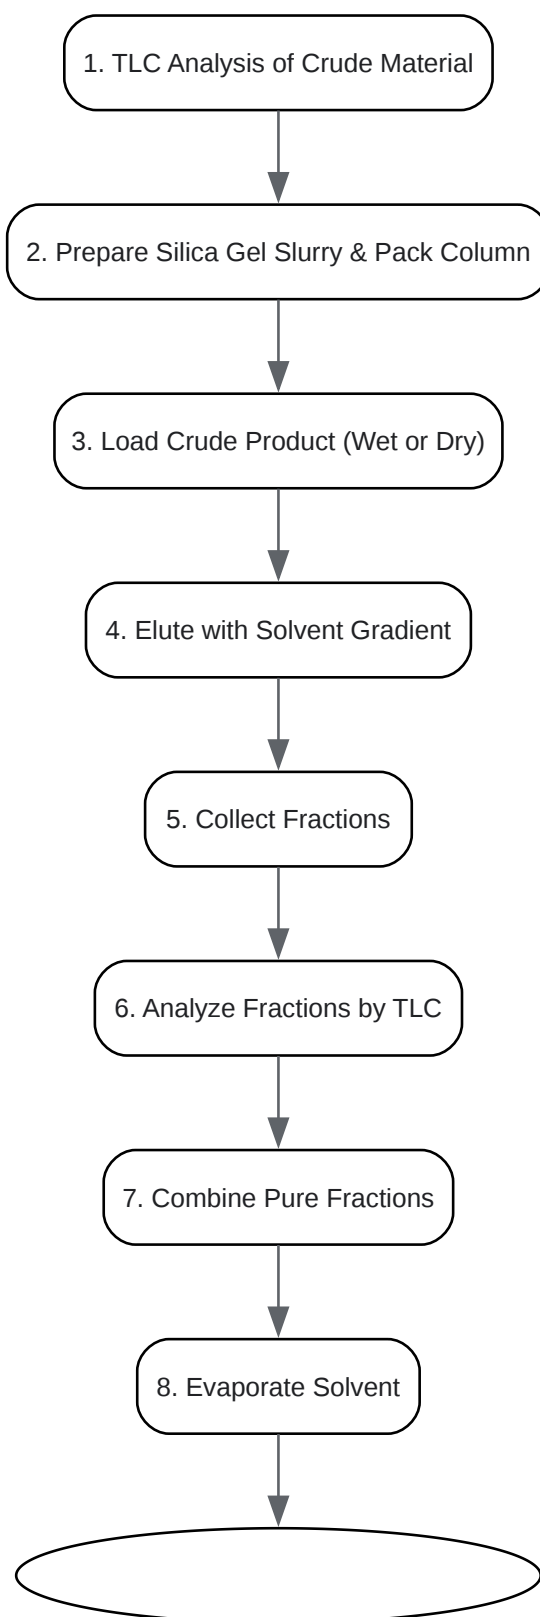 1. TLC Analysis of Crude Material
2. Prepare Silica Gel Slurry & Pack Column
3. Load Crude Product (Wet or Dry)
4. Elute with Solvent Gradient
5. Collect Fractions
6. Analyze Fractions by TLC
7. Combine Pure Fractions
8. Evaporate Solvent